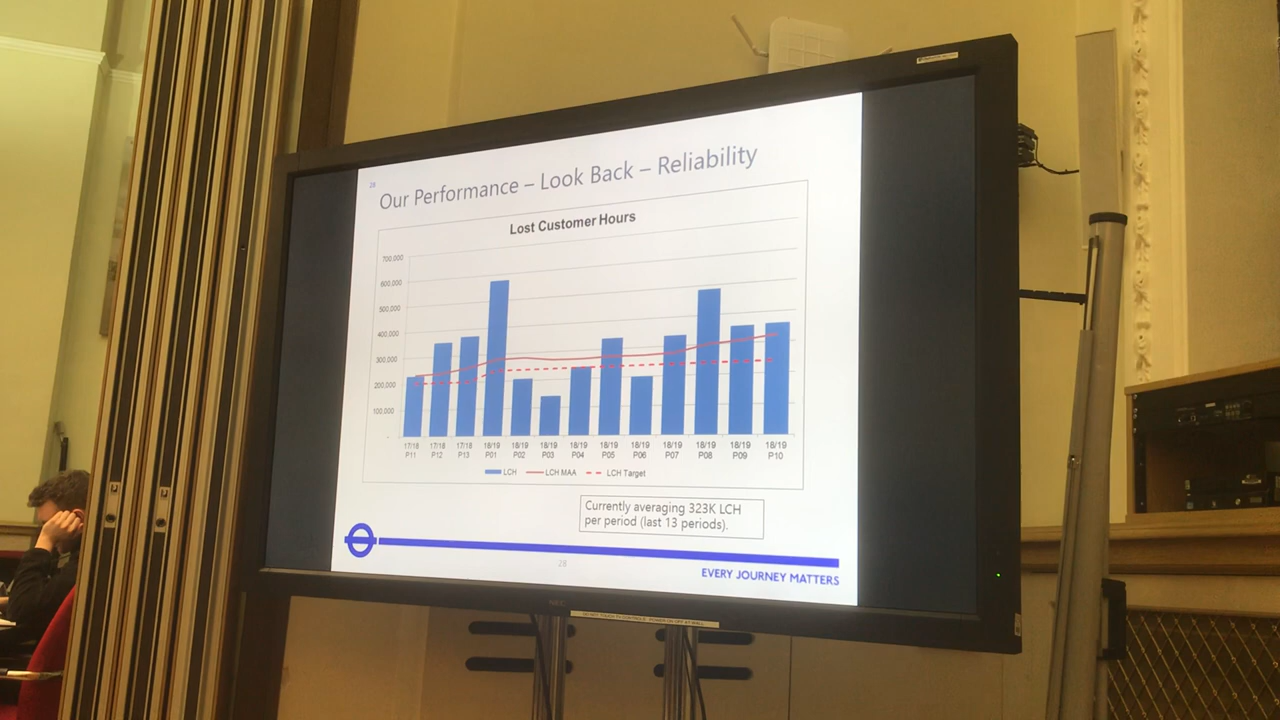 28
Our Performance – Look Back – Reliability
Lost Customer Hours
700,000
600,000
500,000
400,000
300,000
200,000
100,000
-
17/18 P11
17/18 P12
17/18 P13
18/19 P01
18/19 P02
18/19 P03
18/19 P04
18/19 P05
18/19 P06
18/19 P07
18/19 P08
18/19 P09
18/19 P10
LCH LCH MAA LCH Target
Currently averaging 323K LCH
per period (last 13 periods).
28
EVERY JOURNEY MATTERS
NEC